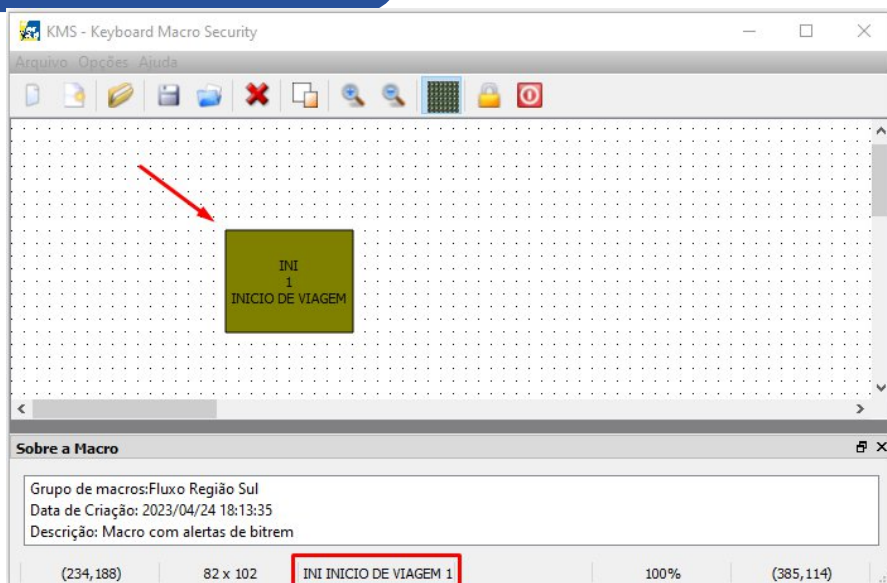 KMS - Keyboard Macro Security
Arquivo Opções Ajuda
INI
1
INICIO DE VIAGEM
Sobre a Macro
Grupo de macros:Fluxo Região Sul
Data de Criação: 2023/04/24 18:13:35
Descrição: Macro com alertas de bitrem
(234,188) 82 x 102 INI INICIO DE VIAGEM 1 100% (385,114)